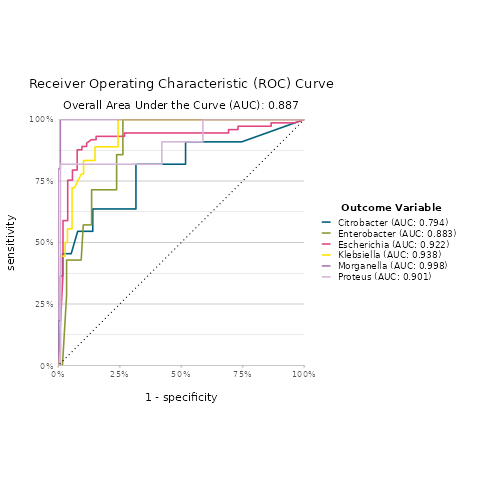 Receiver Operating Characteristic (ROC) Curve
Overall Area Under the Curve (AUC): 0.887
100%
75%
50%
25%
0%
sensitivity
0%
25%
50%
75%
100%
1 - specificity
Outcome Variable
Citrobacter (AUC: 0.794)
Enterobacter (AUC: 0.883)
Escherichia (AUC: 0.922)
Klebsiella (AUC: 0.938)
Morganella (AUC: 0.998)
Proteus (AUC: 0.901)